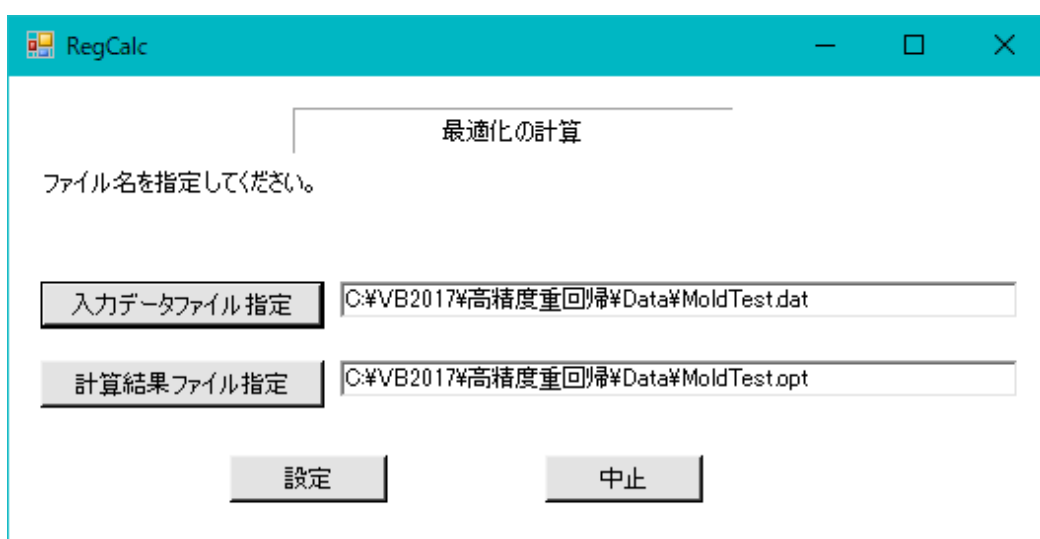 RegCalc
最適化の計算
ファイル名を指定してください。
入力データファイル指定
C:¥VB2017¥高精度重回帰¥Data¥MoldTest.dat
計算結果ファイル指定
C:¥VB2017¥高精度重回帰¥Data¥MoldTest.opt
設定
中止